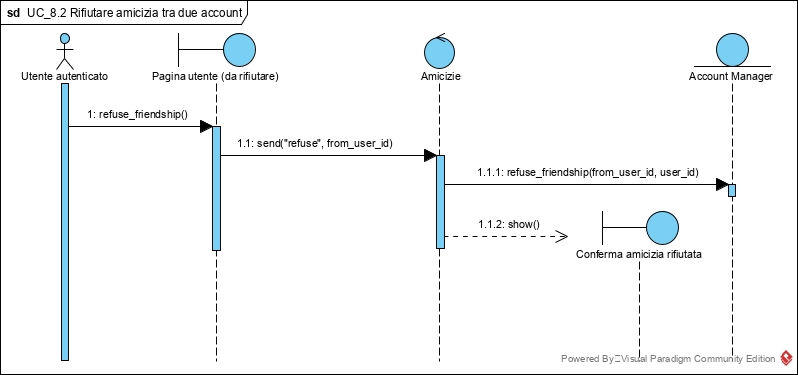 sd UC_8.2 Rifiutare amicizia tra due account
Utente autenticato
Pagina utente (da rifiutare)
Amicizie
Account Manager
1: refuse_friendship()
1.1: send("refuse", from_user_id)
1.1.1: refuse_friendship(from_user_id, user_id)
1.1.2: show()
Conferma amicizia rifiutata
Powered By Visual Paradigm Community Edition